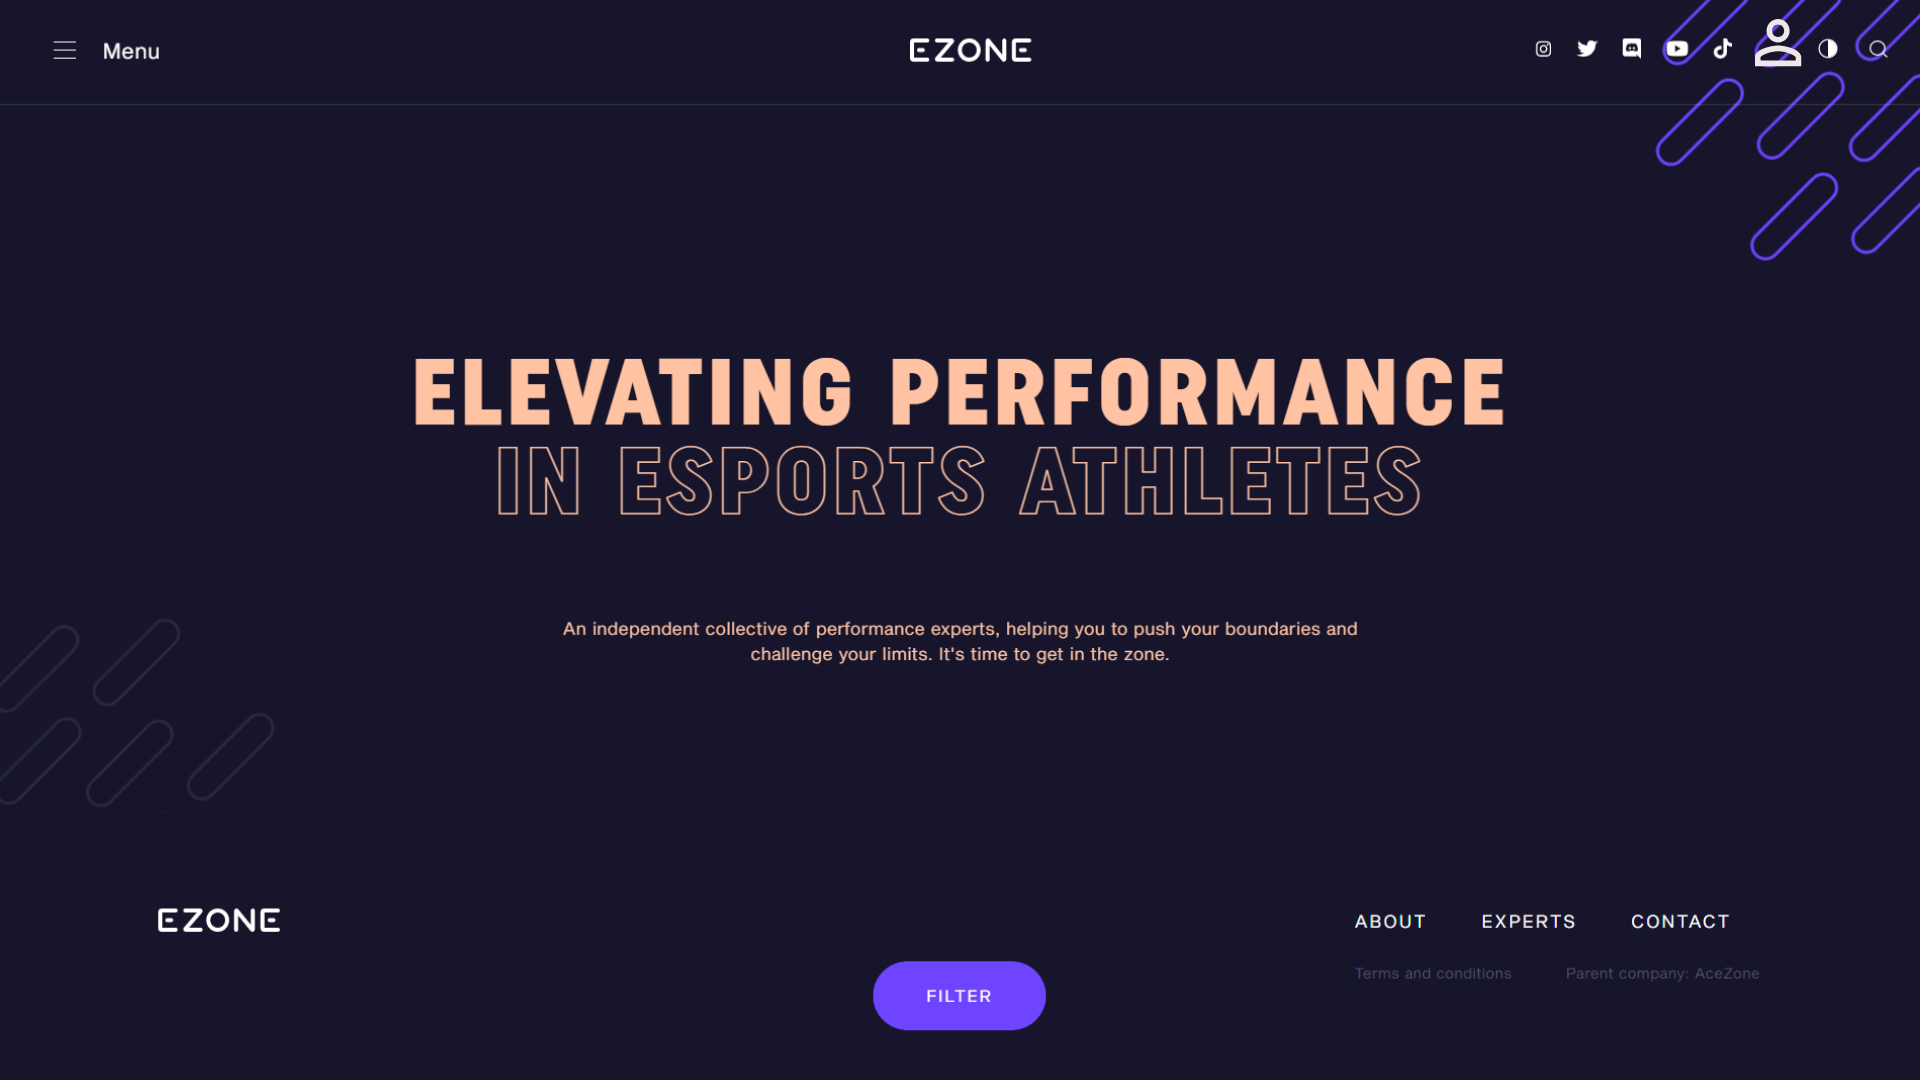 Menu
EZONE
ELEVATING PERFORMANCE
IN ESPORTS ATHLETES
An independent collective of performance experts, helping you to push your boundaries and
challenge your limits. It's time to get in the zone.
EZONE
ABOUT EXPERTS CONTACT
Terms and conditions Parent company: AceZone
FILTER